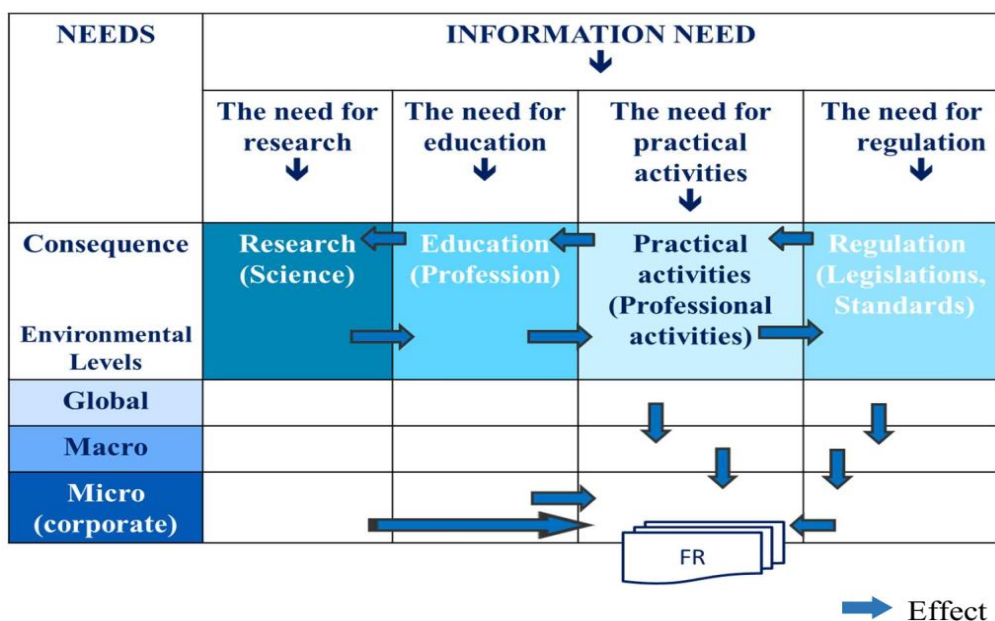 NEEDS
INFORMATION NEED
The need for
research
The need for
education
The need for
practical
activities
The need for
regulation
Consequence
Environmental
Levels
Research
(Science)
Education
(Profession)
Practical
activities
(Professional
activities)
Regulation
(Legislations,
Standards)
Global
Macro
Micro
(corporate)
FR
Effect